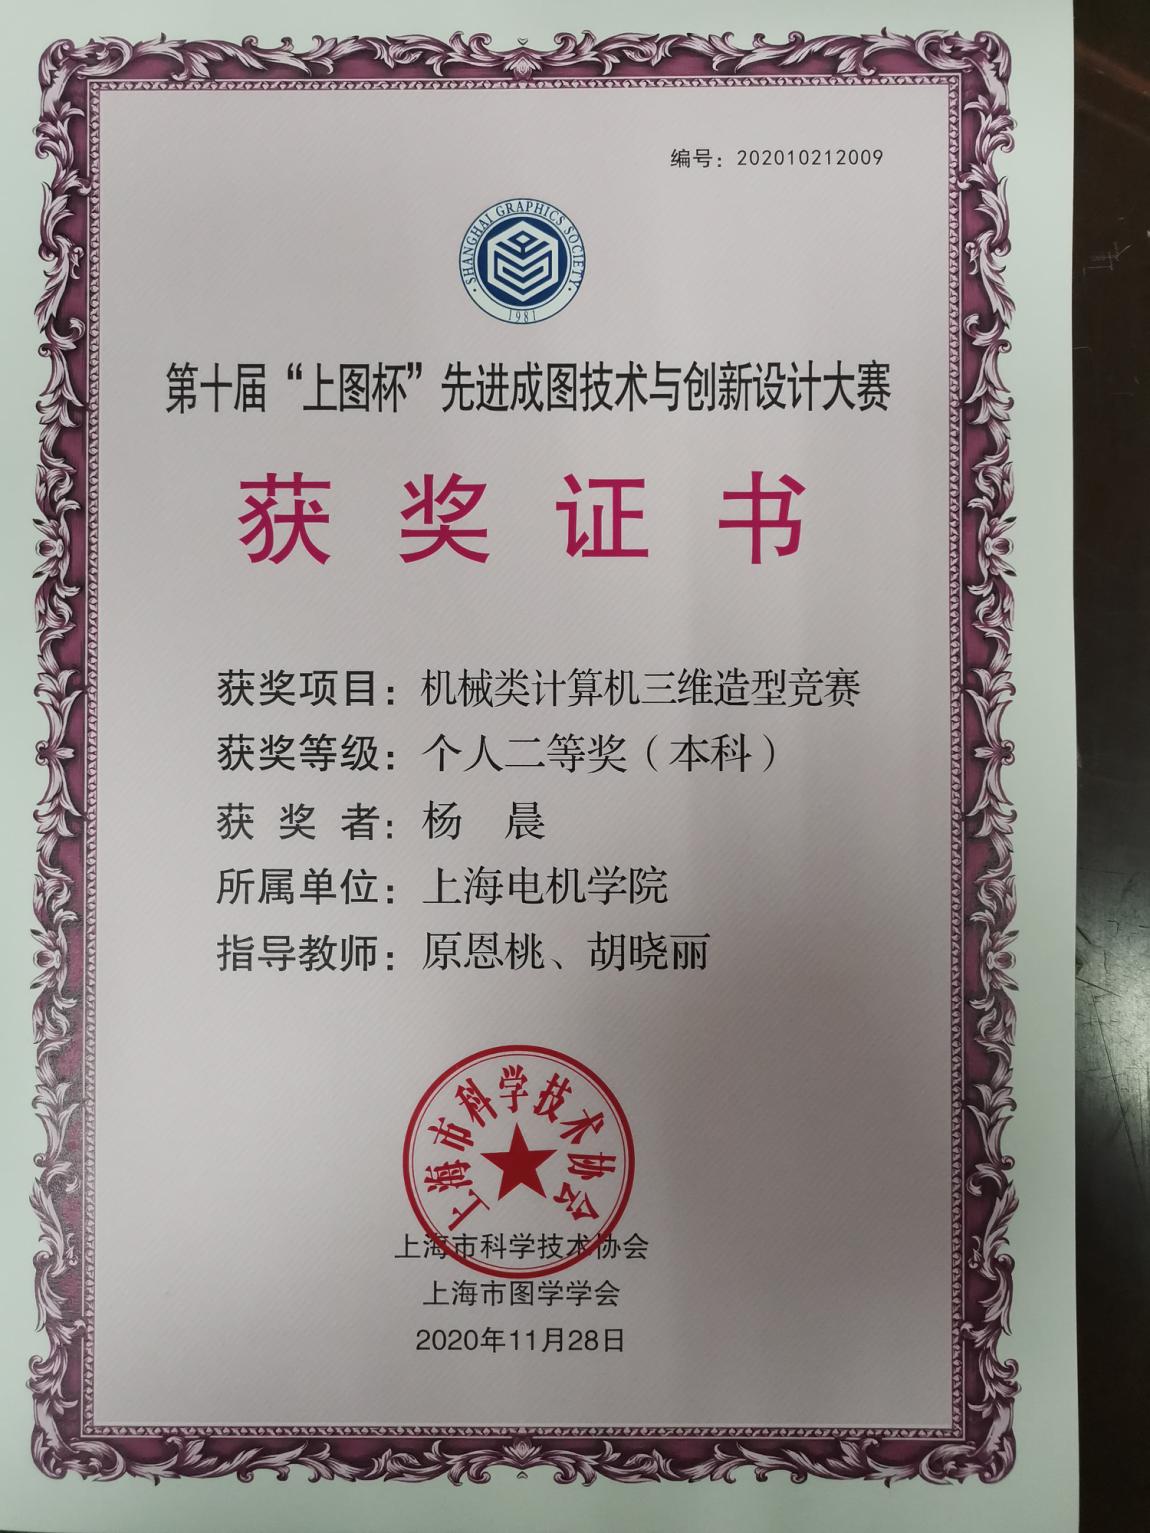 编号：202010212009
SHANGHAI GRAPHICS SOCIETY
1981
第十届“上图杯”先进成图技术与创新设计大赛
获奖证书
获奖项目：机械类计算机三维造型竞赛
获奖等级：个人二等奖（本科）
获奖者：杨 晨
所属单位：上海电机学院
指导教师：原恩桃、胡晓丽
上海市科学技术协会
上海市科学技术协会
上海市图学学会
2020年11月28日